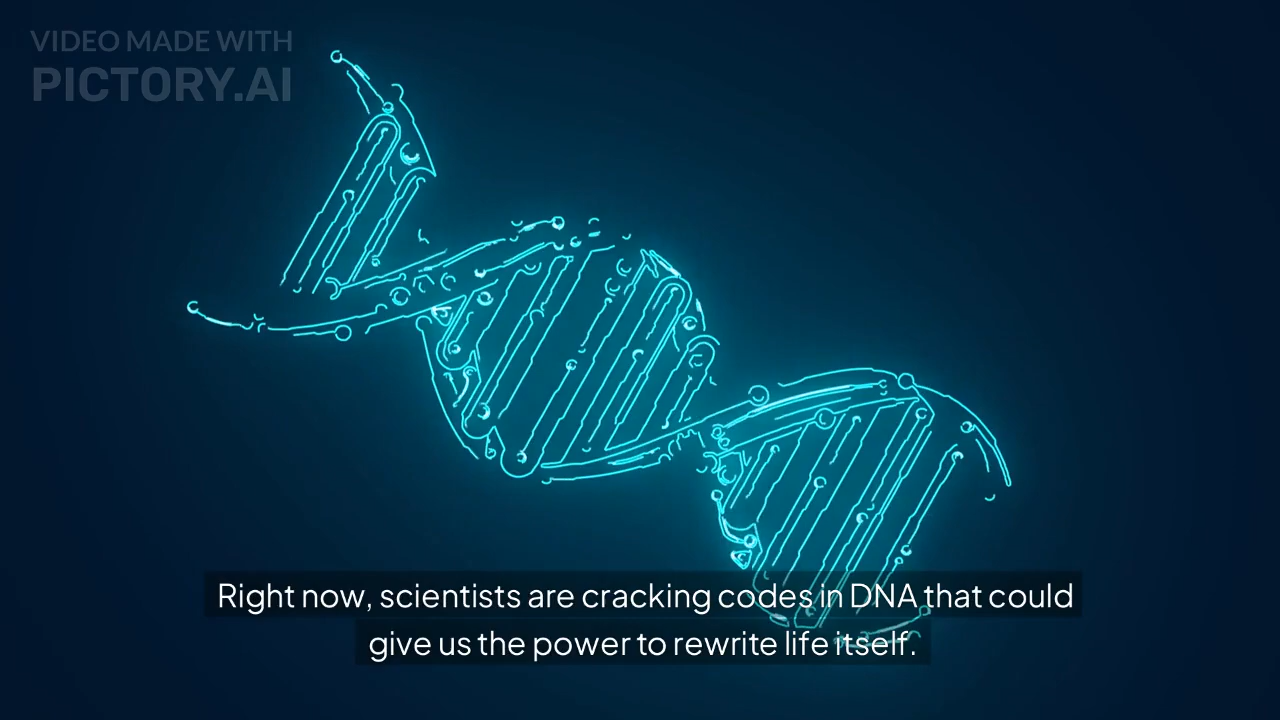 VIDEO MADE WITH
PICTORY.AI
Right now, scientists are cracking codes in DNA that could
give us the power to rewrite life itself.